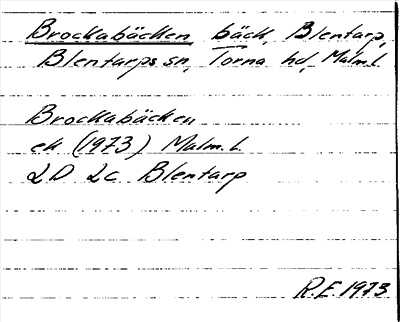 Brockabäcken bäck, Blentarp,
Blentarps sn, Torna hd, Malm.l.
Brockabäcken
ek (1973) Malm.l.
2D 2c Blentarp
R.E. 1973